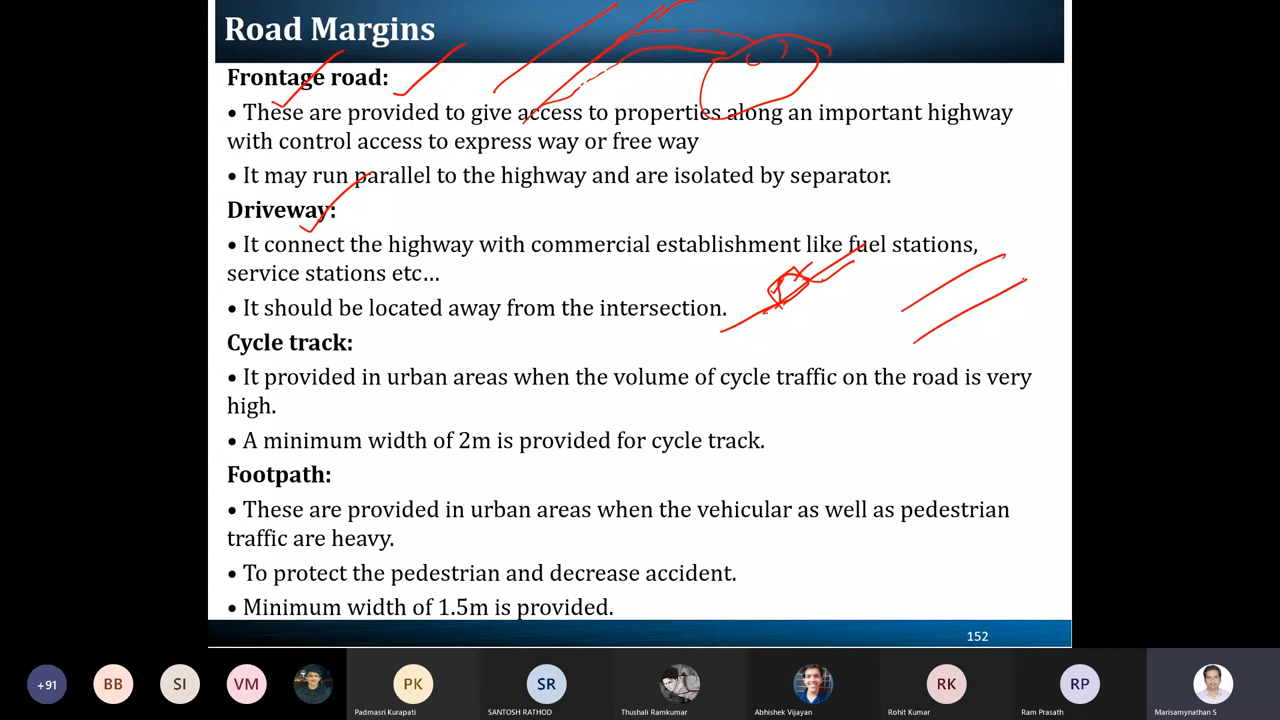 Road Margins
Frontage road:
• These are provided to give access to properties along an important highway
with control access to express way or free way
• It may run parallel to the highway and are isolated by separator.
Driveway:
• It connect the highway with commercial establishment like fuel stations,
service stations etc…
• It should be located away from the intersection.
Cycle track:
• It provided in urban areas when the volume of cycle traffic on the road is very
high.
• A minimum width of 2m is provided for cycle track.
Footpath:
• These are provided in urban areas when the vehicular as well as pedestrian
traffic are heavy.
• To protect the pedestrian and decrease accident.
• Minimum width of 1.5m is provided.
152
+91 BB SI VM PK SR RK RP
Padmasri Kurapati SANTOSH RATHOD Thushali Ramkumar Abhishek Vijayan Rohit Kumar Ram Prasath Marisamynathan S